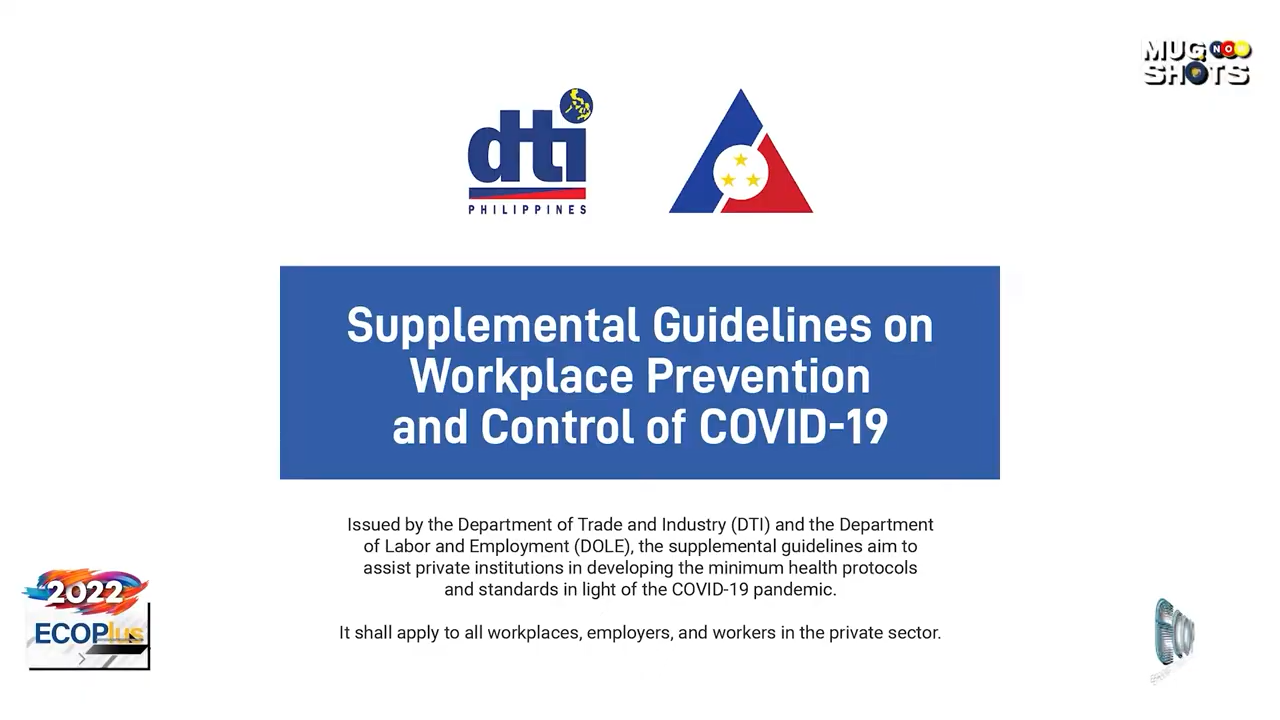 MUG NOW
SHOTS
dti
PHILIPPINES
Supplemental Guidelines on
Workplace Prevention
and Control of COVID-19
Issued by the Department of Trade and Industry (DTI) and the Department
of Labor and Employment (DOLE), the supplemental guidelines aim to
assist private institutions in developing the minimum health protocols
and standards in light of the COVID-19 pandemic.
It shall apply to all workplaces, employers, and workers in the private sector.
2022
ECOPlus